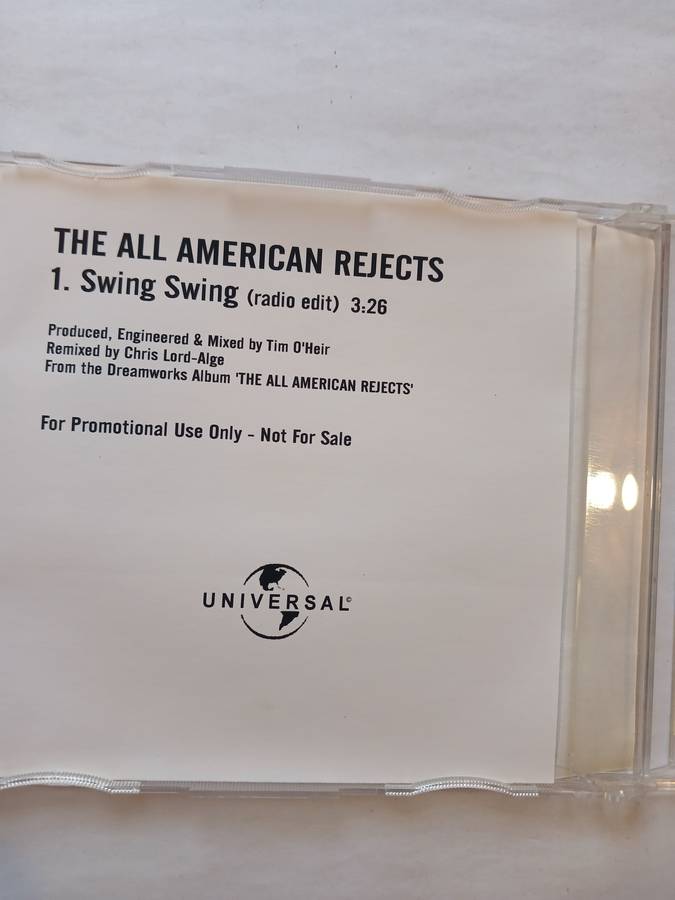 THE ALL AMERICAN REJECTS
1. Swing Swing (radio edit) 3:26
Produced, Engineered & Mixed by Tim O'Heir
Remixed by Chris Lord-Alge
From the Dreamworks Album 'THE ALL AMERICAN REJECTS'
For Promotional Use Only - Not For Sale
UNIVERSAL©